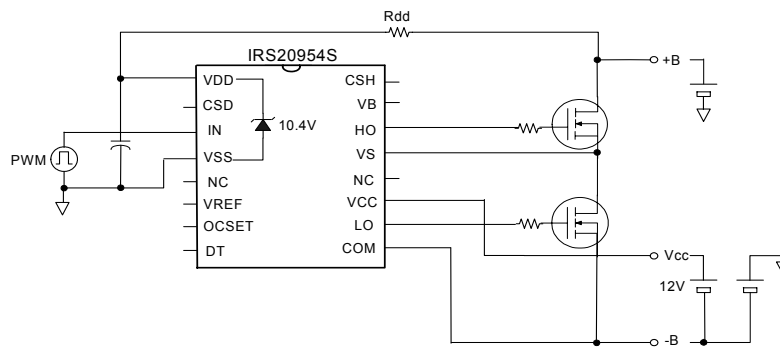 Rdd
IRS20954S
VDD
CSD
IN
VSS
NC
VREF
OCSET
DT
10.4V
CSH
VB
HO
VS
NC
VCC
LO
COM
PWM
+B
Vcc
12V
-B